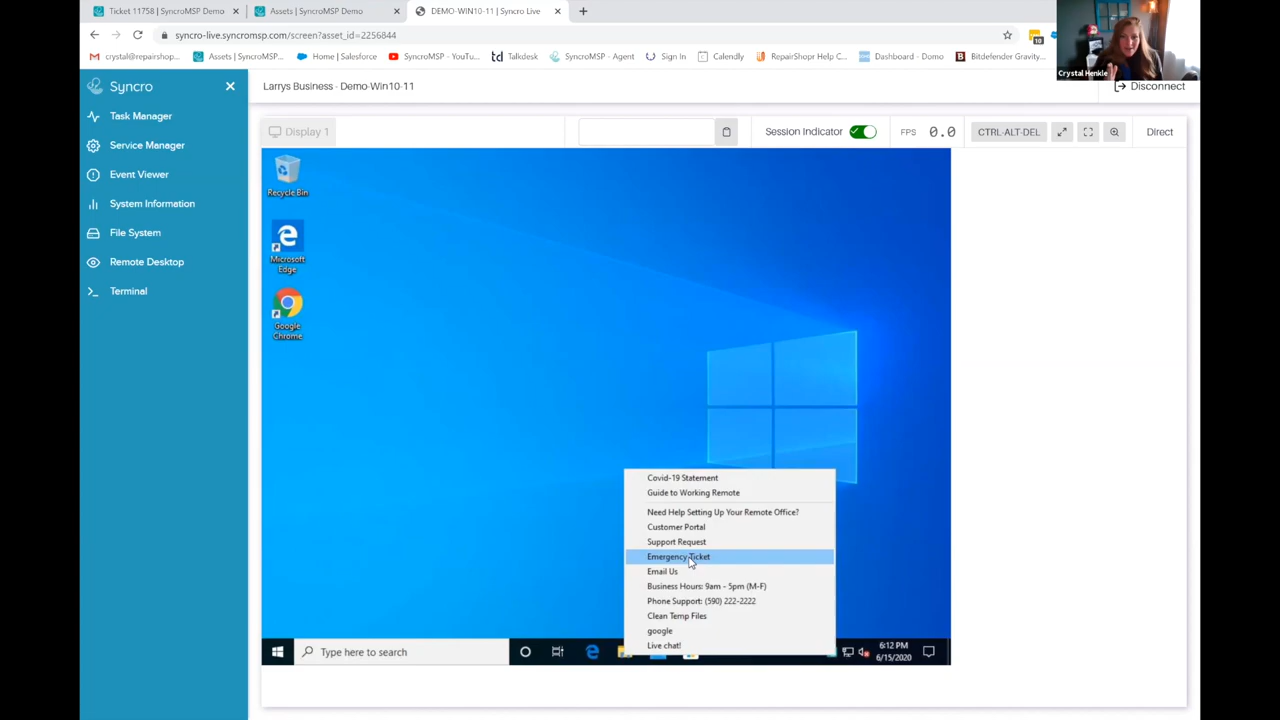 Ticket 11758 | SyncroMSP Demo
Assets | SyncroMSP Demo
DEMO-WIN10-11 | Syncro Live
syncro-live.syncromsp.com/screen?asset_id=2256844
10
crystal@repairshop...
Assets | SyncroMSP...
Home | Salesforce
SyncroMSP - YouTu...
Talkdesk
SyncroMSP - Agent
Sign In
Calendly
RepairShopr Help C...
Dashboard - Domo
Bitdefender Gravity...
Crystal Henkle
Syncro
Larrys Business - Demo-Win10-11
Disconnect
Task Manager
Service Manager
Event Viewer
System Information
File System
Remote Desktop
Terminal
Display 1
Session Indicator
FPS 0.0
CTRL-ALT-DEL
Direct
Recycle Bin
Microsoft
Edge
Google
Chrome
Covid-19 Statement
Guide to Working Remote
Need Help Setting Up Your Remote Office?
Customer Portal
Support Request
Emergency Ticket
Email Us
Business Hours: 9am - 5pm (M-F)
Phone Support: (590) 222-2222
Clean Temp Files
google
Live chat!
Type here to search
6:12 PM
6/15/2020